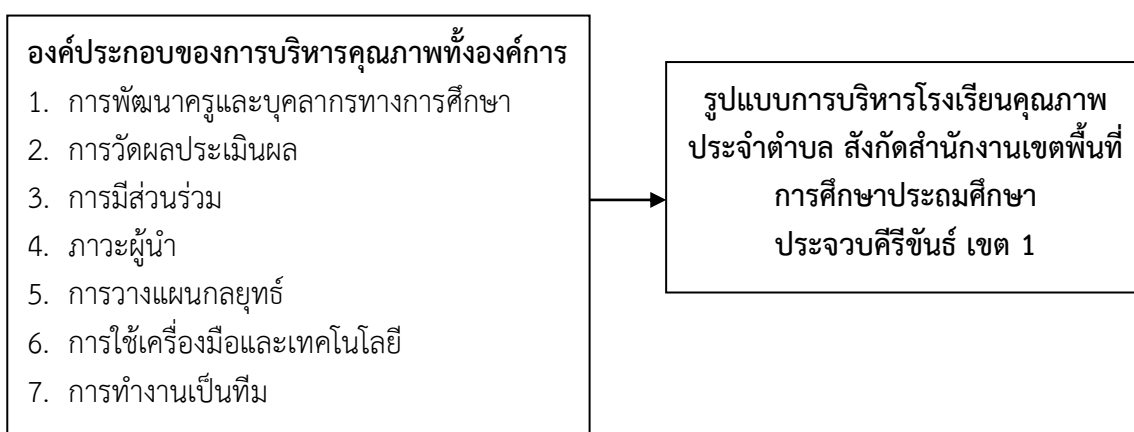 องค์ประกอบของการบริหารคุณภาพทั้งองค์การ
1. การพัฒนาครูและบุคลากรทางการศึกษา
2. การวัดผลประเมินผล
3. การมีส่วนร่วม
4. ภาวะผู้นำ
5. การวางแผนกลยุทธ์
6. การใช้เครื่องมือและเทคโนโลยี
7. การทำงานเป็นทีม
รูปแบบการบริหารโรงเรียนคุณภาพ
ประจำตำบล สังกัดสำนักงานเขตพื้นที่
การศึกษาประถมศึกษา
ประจวบคีรีขันธ์ เขต 1